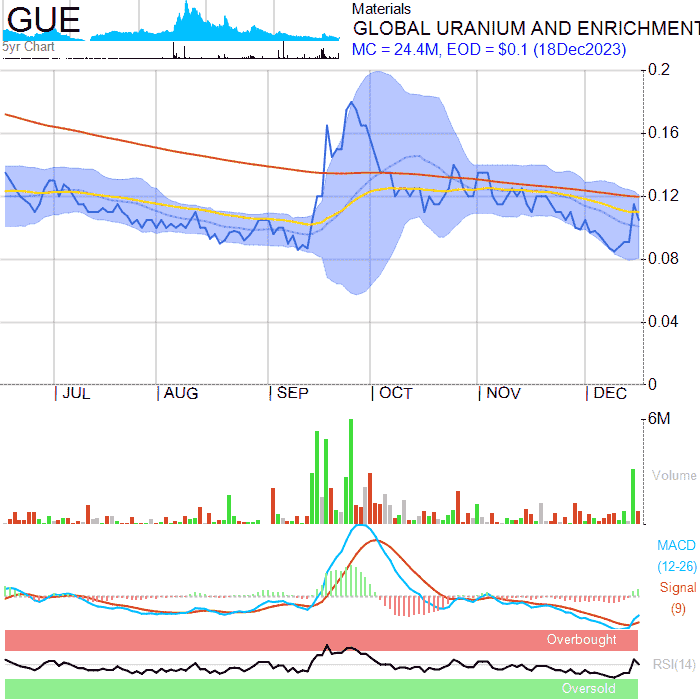 GUE
5yr Chart
Materials
GLOBAL URANIUM AND ENRICHMENT
MC = 24.4M, EOD = $0.1 (18Dec2023)
0.2
0.16
0.12
0.08
0.04
0
JUL
AUG
SEP
OCT
NOV
DEC
6M
Volume
MACD
(12-26)
Signal
(9)
Overbought
RSI(14)
Oversold